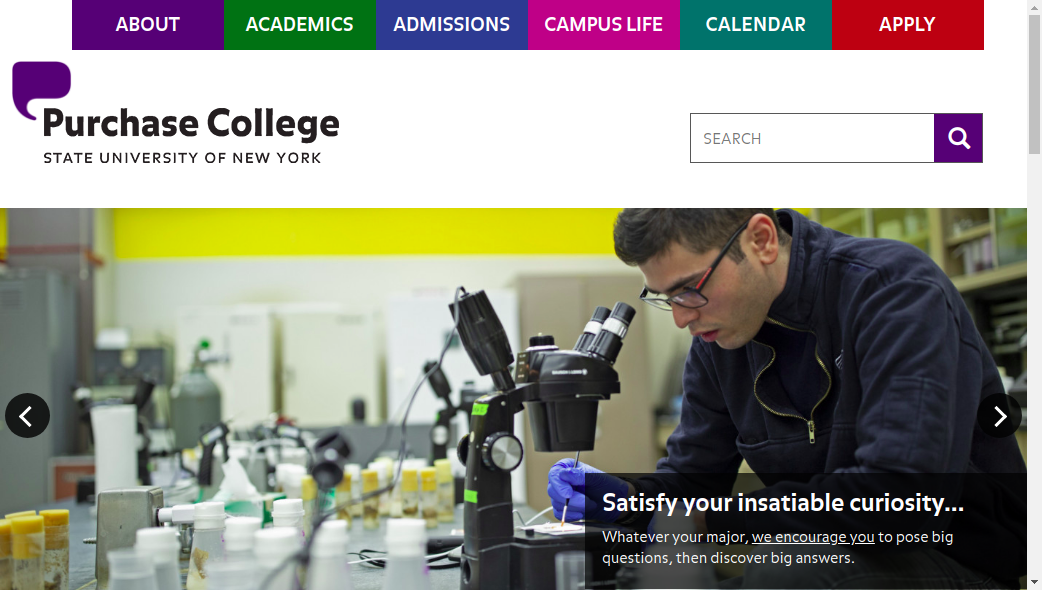 ABOUT
ACADEMICS
ADMISSIONS
CAMPUS LIFE
CALENDAR
APPLY
Purchase College
STATE UNIVERSITY OF NEW YORK
SEARCH
Satisfy your insatiable curiosity...
Whatever your major, we encourage you to pose big
questions, then discover big answers.